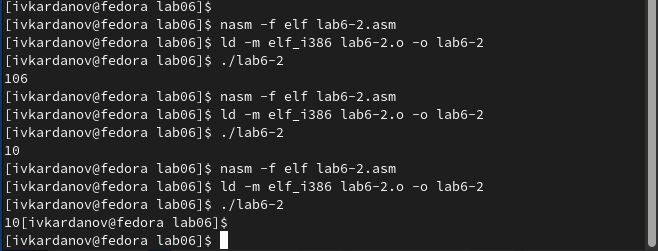 [ivkardanov@fedora lab06]$
[ivkardanov@fedora lab06]$ nasm -f elf lab6-2.asm
[ivkardanov@fedora lab06]$ ld -m elf_i386 lab6-2.o -o lab6-2
[ivkardanov@fedora lab06]$ ./lab6-2
106
[ivkardanov@fedora lab06]$ nasm -f elf lab6-2.asm
[ivkardanov@fedora lab06]$ ld -m elf_i386 lab6-2.o -o lab6-2
[ivkardanov@fedora lab06]$ ./lab6-2
10
[ivkardanov@fedora lab06]$ nasm -f elf lab6-2.asm
[ivkardanov@fedora lab06]$ ld -m elf_i386 lab6-2.o -o lab6-2
[ivkardanov@fedora lab06]$ ./lab6-2
10[ivkardanov@fedora lab06]$
[ivkardanov@fedora lab06]$